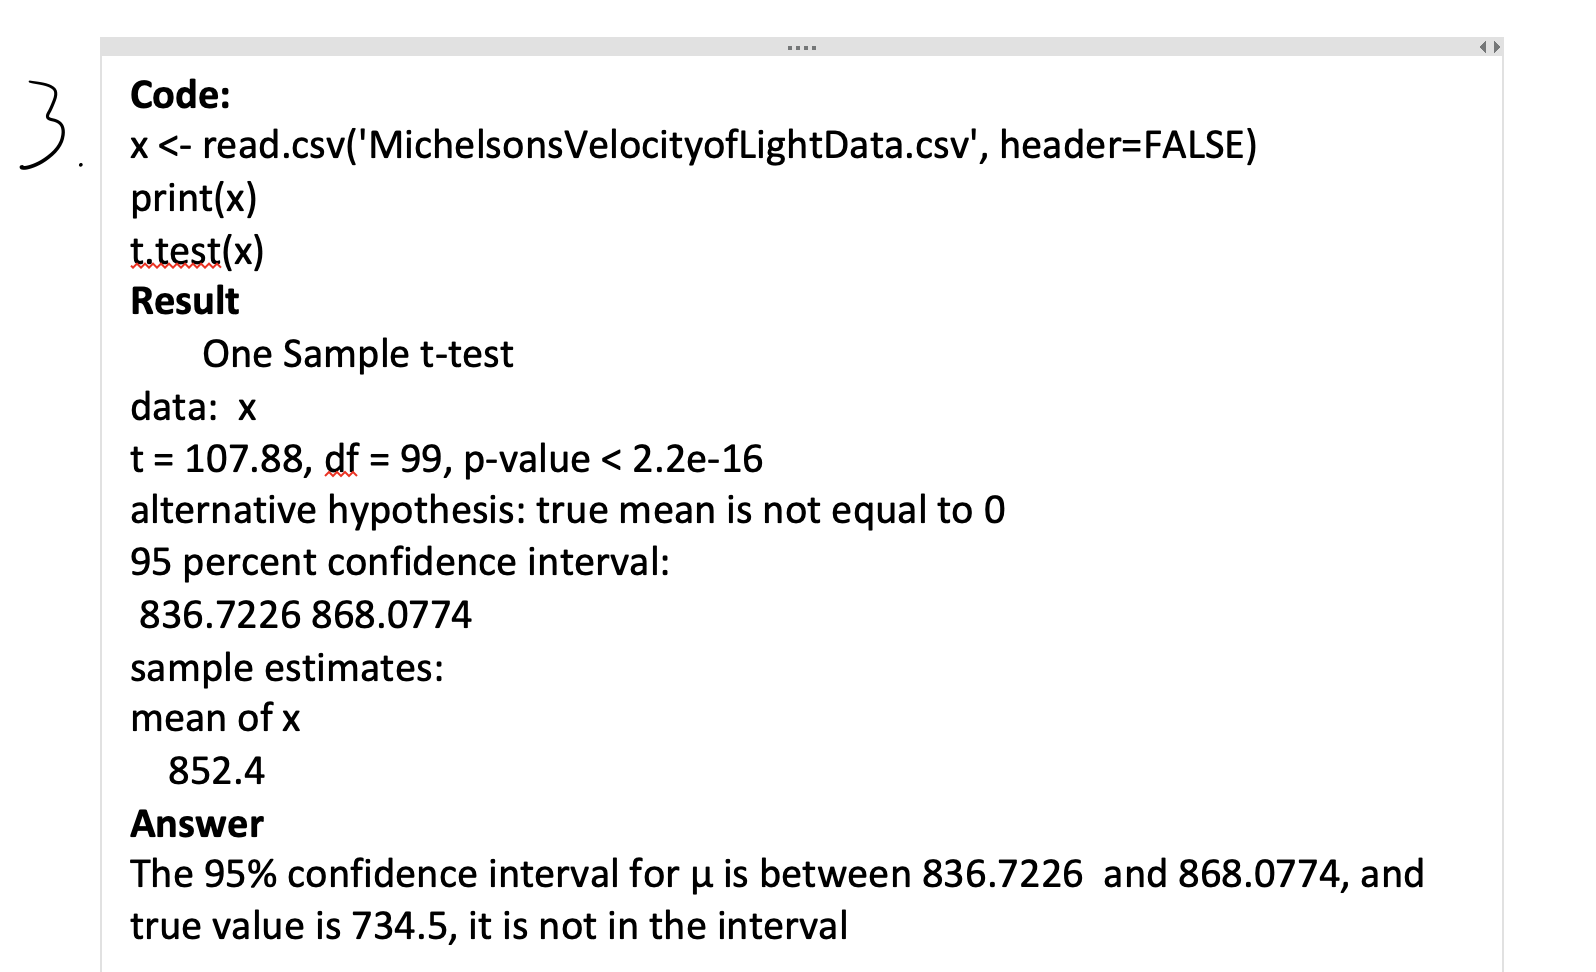 3.
Code:
x <- read.csv('MichelsonsVelocityofLightData.csv', header=FALSE)
print(x)
t.test(x)
Result
One Sample t-test
data:  x
t = 107.88, df = 99, p-value < 2.2e-16
alternative hypothesis: true mean is not equal to 0
95 percent confidence interval:
836.7226 868.0774
sample estimates:
mean of x
852.4
Answer
The 95% confidence interval for μ is between 836.7226  and 868.0774, and
true value is 734.5, it is not in the interval